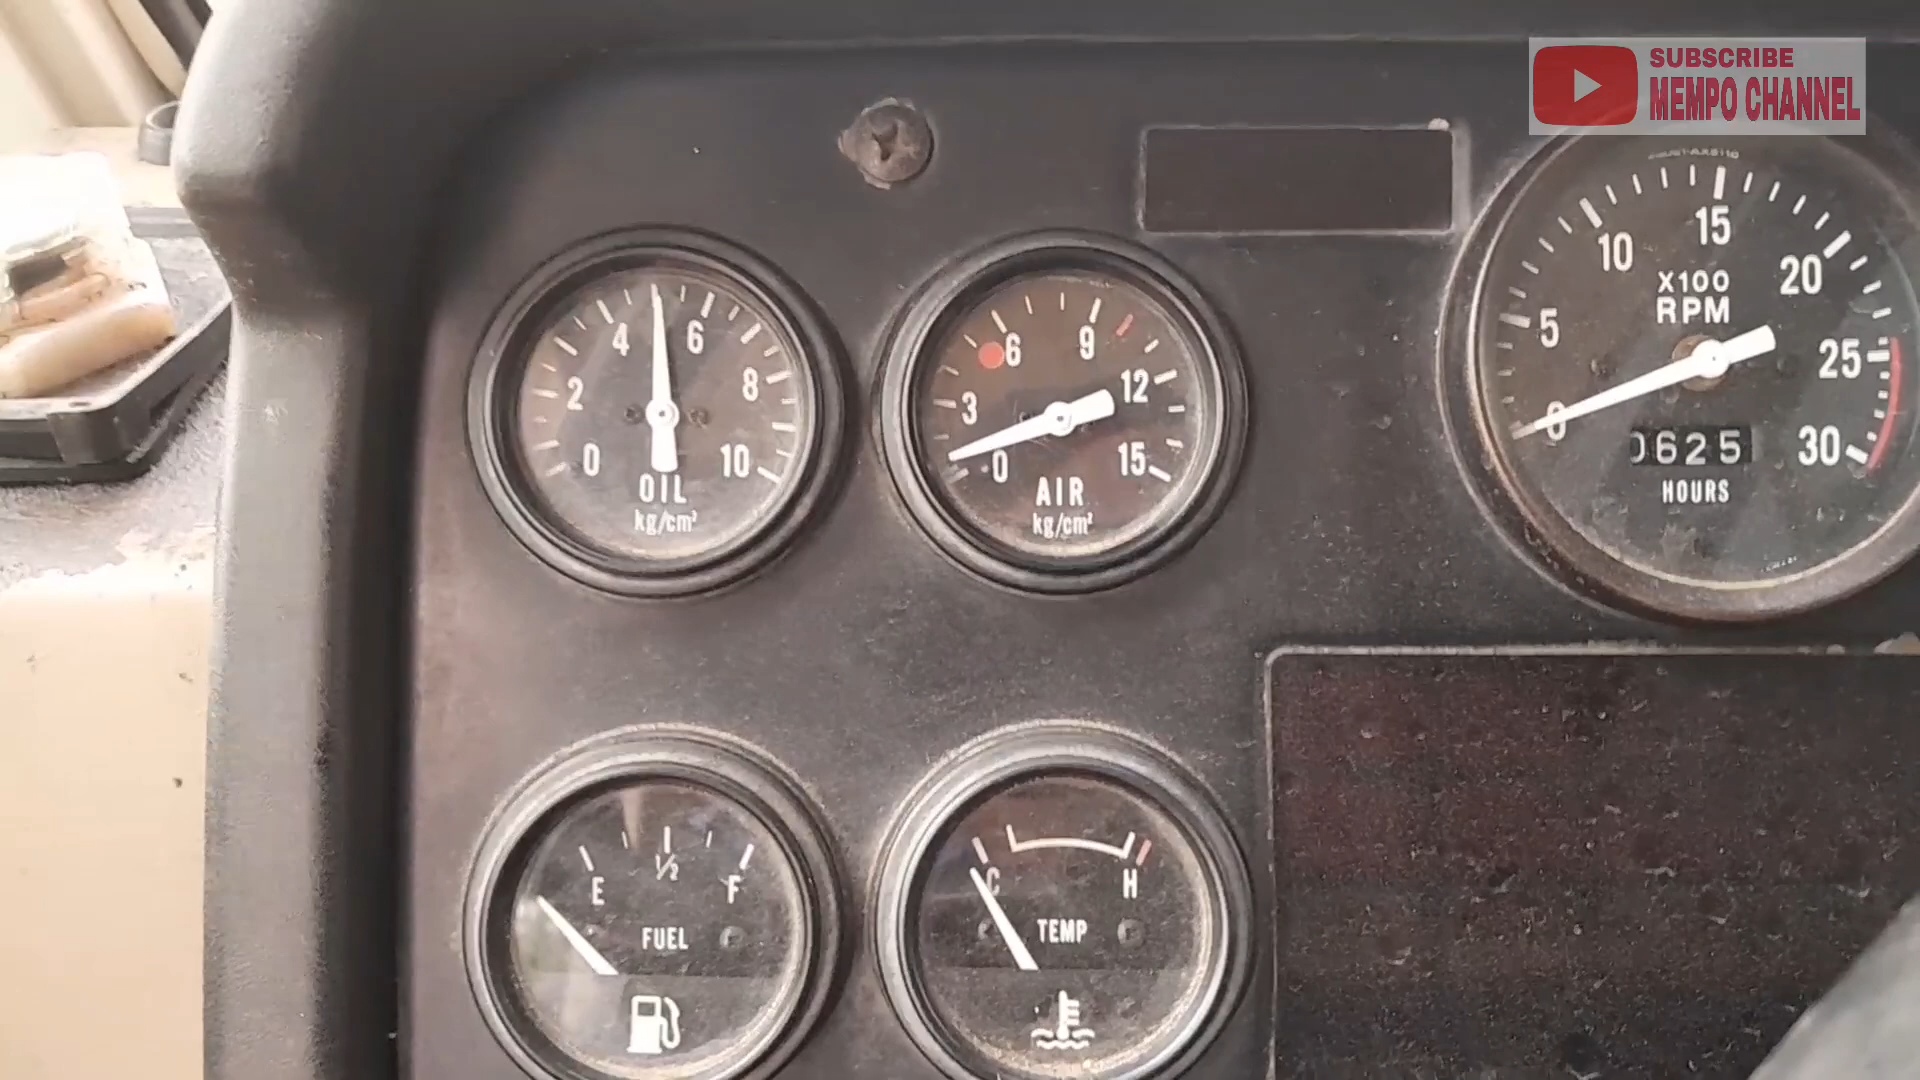 SUBSCRIBE
MEMPO CHANNEL
0 2 4 6 8 10
OIL
kg/cm²
0 3 6 9 12 15
AIR
kg/cm²
0 5 10 15 20 25 30
X100
RPM
0625
HOURS
E ½ F
FUEL
C H
TEMP